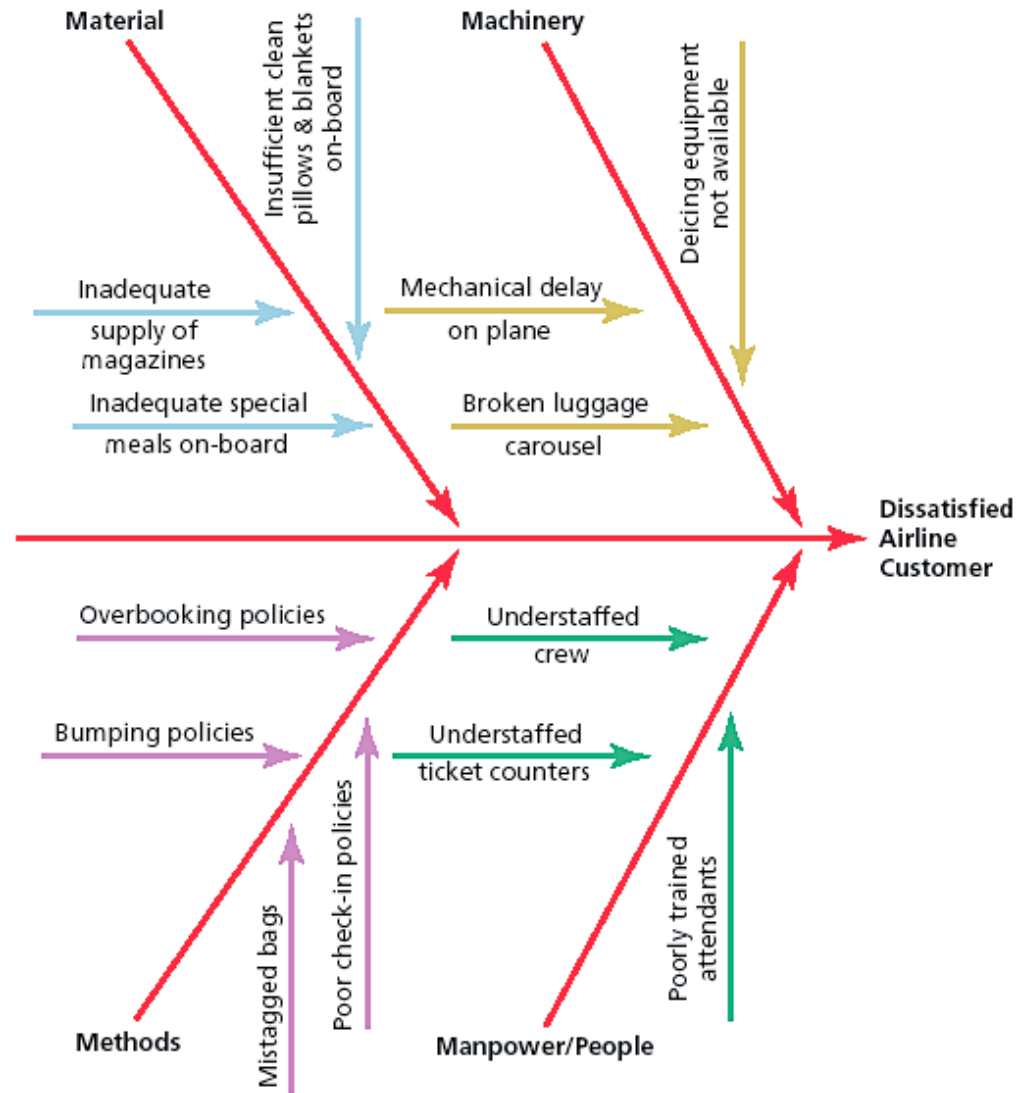 Material
Machinery
Insufficient clean
pillows & blankets
on-board
Deicing equipment
not available
Inadequate
supply of
magazines
Mechanical delay
on plane
Inadequate special
meals on-board
Broken luggage
carousel
Dissatisfied
Airline
Customer
Overbooking policies
Understaffed
crew
Bumping policies
Understaffed
ticket counters
Mistagged bags
Poor check-in policies
Poorly trained
attendants
Methods
Manpower/People